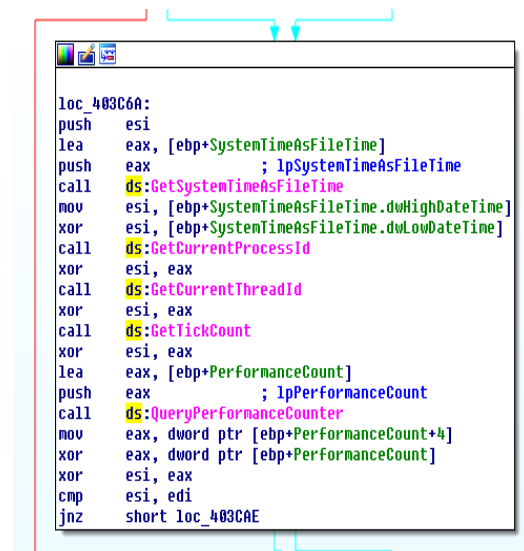 loc_403C6A:
push esi
lea eax, [ebp+SystemTimeAsFileTime]
push eax ; lpSystemTimeAsFileTime
call ds:GetSystemTimeAsFileTime
mov esi, [ebp+SystemTimeAsFileTime.dwHighDateTime]
xor esi, [ebp+SystemTimeAsFileTime.dwLowDateTime]
call ds:GetCurrentProcessId
xor esi, eax
call ds:GetCurrentThreadId
xor esi, eax
call ds:GetTickCount
xor esi, eax
lea eax, [ebp+PerformanceCount]
push eax ; lpPerformanceCount
call ds:QueryPerformanceCounter
mov eax, dword ptr [ebp+PerformanceCount+4]
xor eax, dword ptr [ebp+PerformanceCount]
xor esi, eax
cmp esi, edi
jnz short loc_403CAE